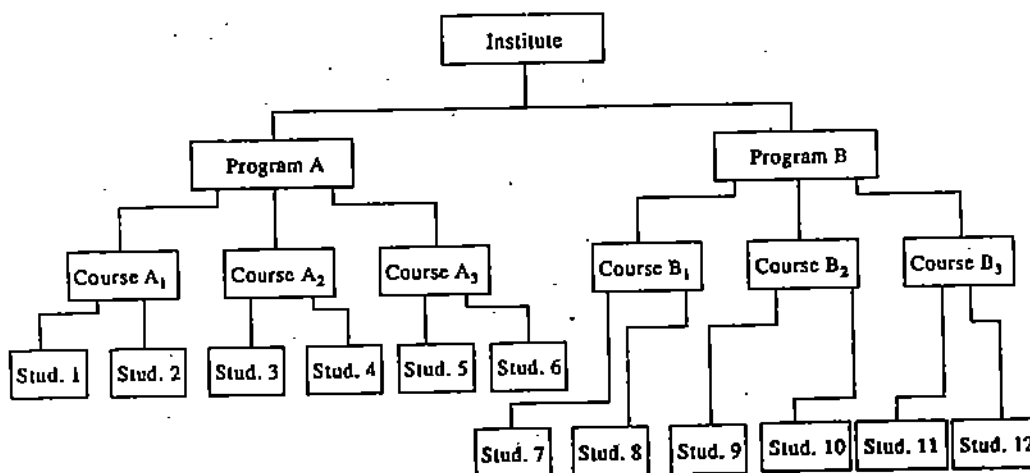 Institute
Program A
Program B
Course A₁
Course A₂
Course A₃
Course B₁
Course B₂
Course B₃
Stud. 1
Stud. 2
Stud. 3
Stud. 4
Stud. 5
Stud. 6
Stud. 7
Stud. 8
Stud. 9
Stud. 10
Stud. 11
Stud. 12